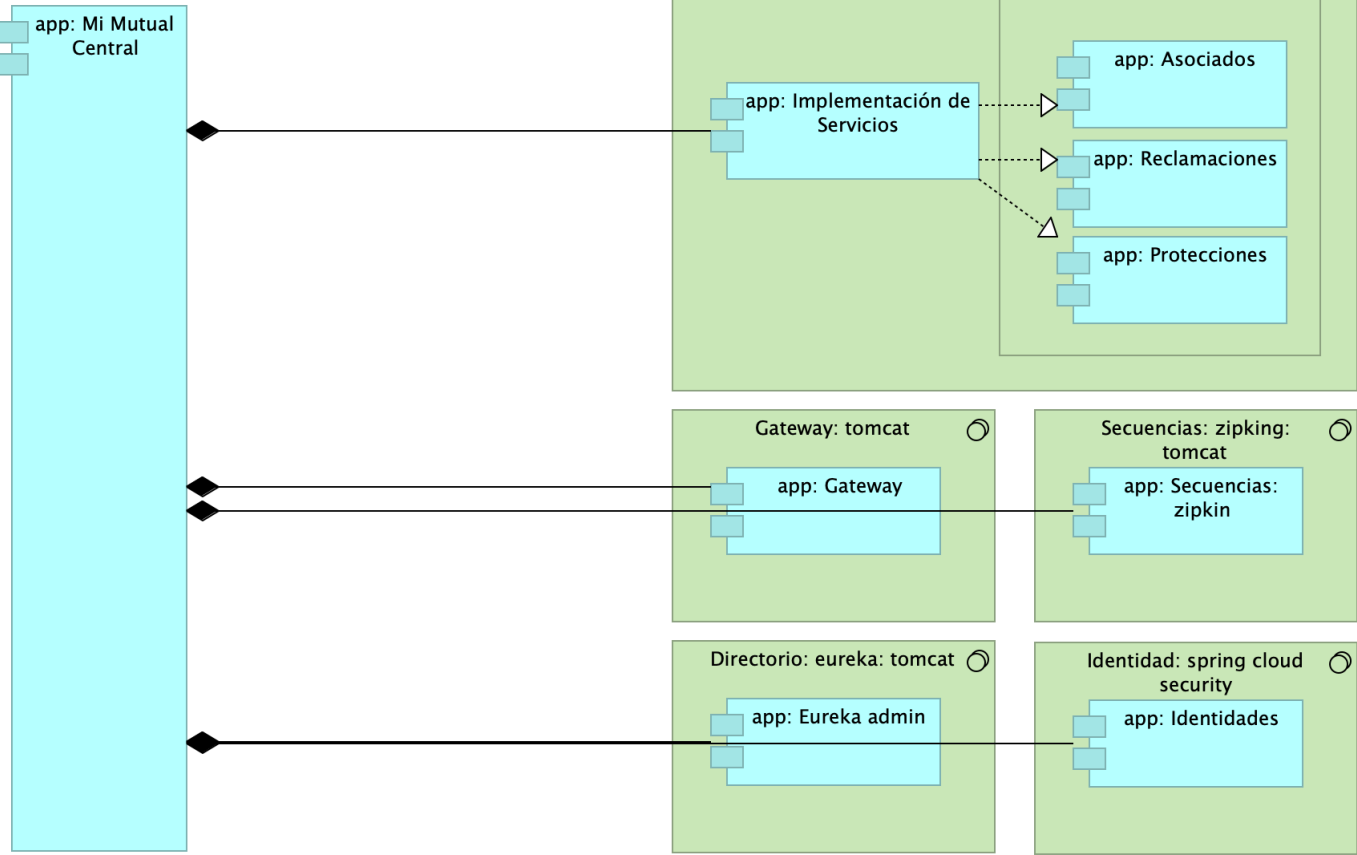 app: Mi Mutual
Central
app: Implementación de
Servicios
app: Asociados
app: Reclamaciones
app: Protecciones
Gateway: tomcat
app: Gateway
Secuencias: zipking:
tomcat
app: Secuencias:
zipkin
Directorio: eureka: tomcat
app: Eureka admin
Identidad: spring cloud
security
app: Identidades